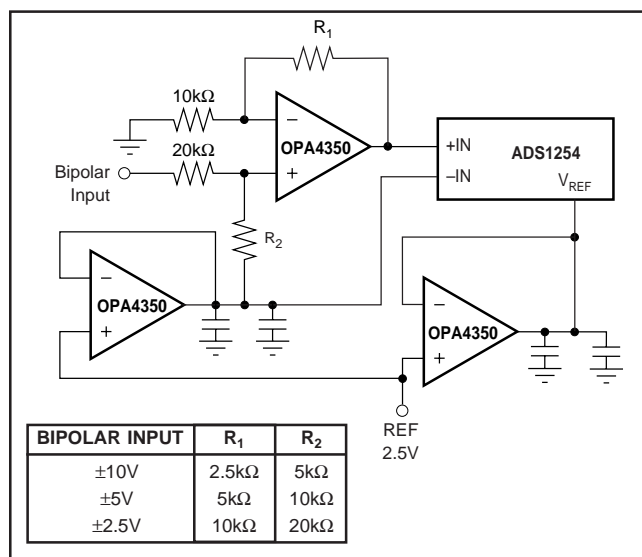 R1
10kΩ
−
OPA4350
+
20kΩ
Bipolar
Input
+IN
ADS1254
−IN
VREF
R2
−
OPA4350
+
−
OPA4350
+
REF
2.5V
BIPOLAR INPUT R1 R2
±10V 2.5kΩ 5kΩ
±5V 5kΩ 10kΩ
±2.5V 10kΩ 20kΩ